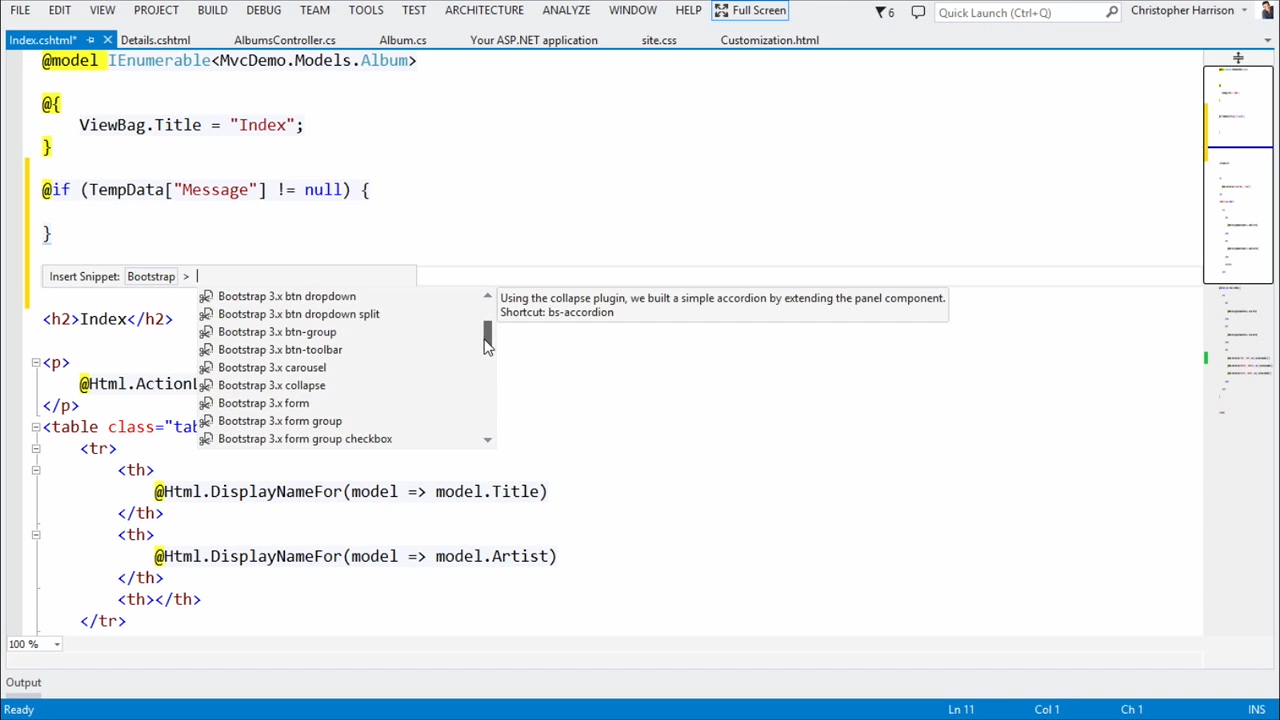 FILE EDIT VIEW PROJECT BUILD DEBUG TEAM TOOLS TEST ARCHITECTURE ANALYZE WINDOW HELP Full Screen 6 Quick Launch (Ctrl+Q) Christopher Harrison
Index.cshtml* Details.cshtml AlbumsController.cs Album.cs Your ASP.NET application site.css Customization.html
@model IEnumerable<MvcDemo.Models.Album>
@{
ViewBag.Title = "Index";
}
@if (TempData["Message"] != null) {
}
Insert Snippet: Bootstrap >
Bootstrap 3.x btn dropdown
Bootstrap 3.x btn dropdown split
Bootstrap 3.x btn-group
Bootstrap 3.x btn-toolbar
Bootstrap 3.x carousel
Bootstrap 3.x collapse
Bootstrap 3.x form
Bootstrap 3.x form group
Bootstrap 3.x form group checkbox
Using the collapse plugin, we built a simple accordion by extending the panel component.
Shortcut: bs-accordion
<h2>Index</h2>
<p>
@Html.ActionL
</p>
<table class="tab
<tr>
<th>
@Html.DisplayNameFor(model => model.Title)
</th>
<th>
@Html.DisplayNameFor(model => model.Artist)
</th>
<th></th>
</tr>
100 %
Output
Ready Ln 11 Col 1 Ch 1 INS